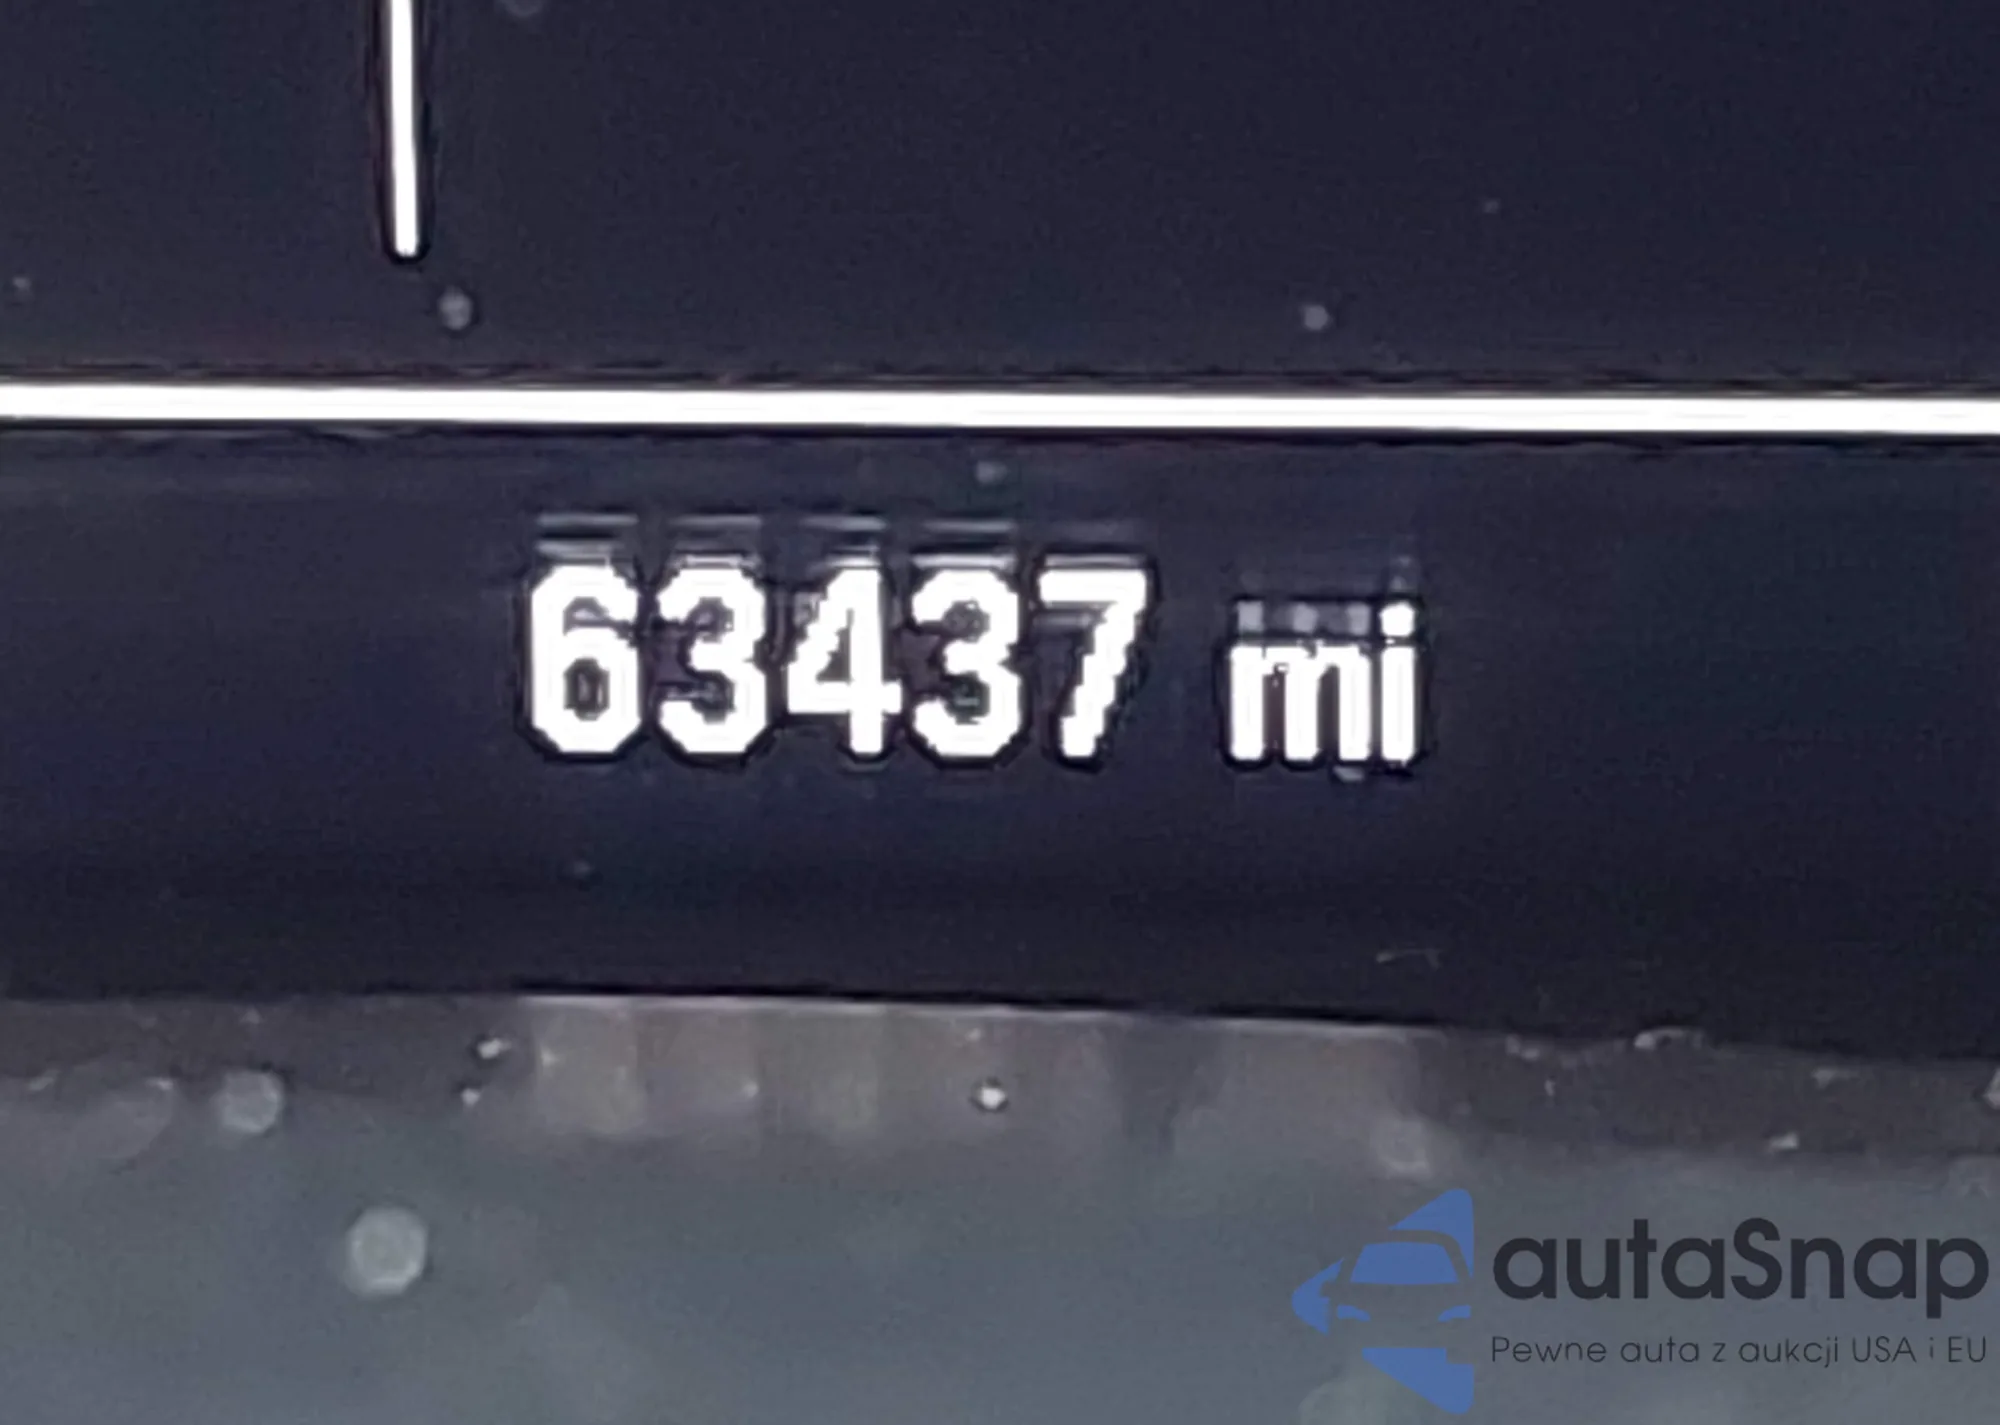 63437 mi
autaSnap
Pewne auta z aukcji USA i EU